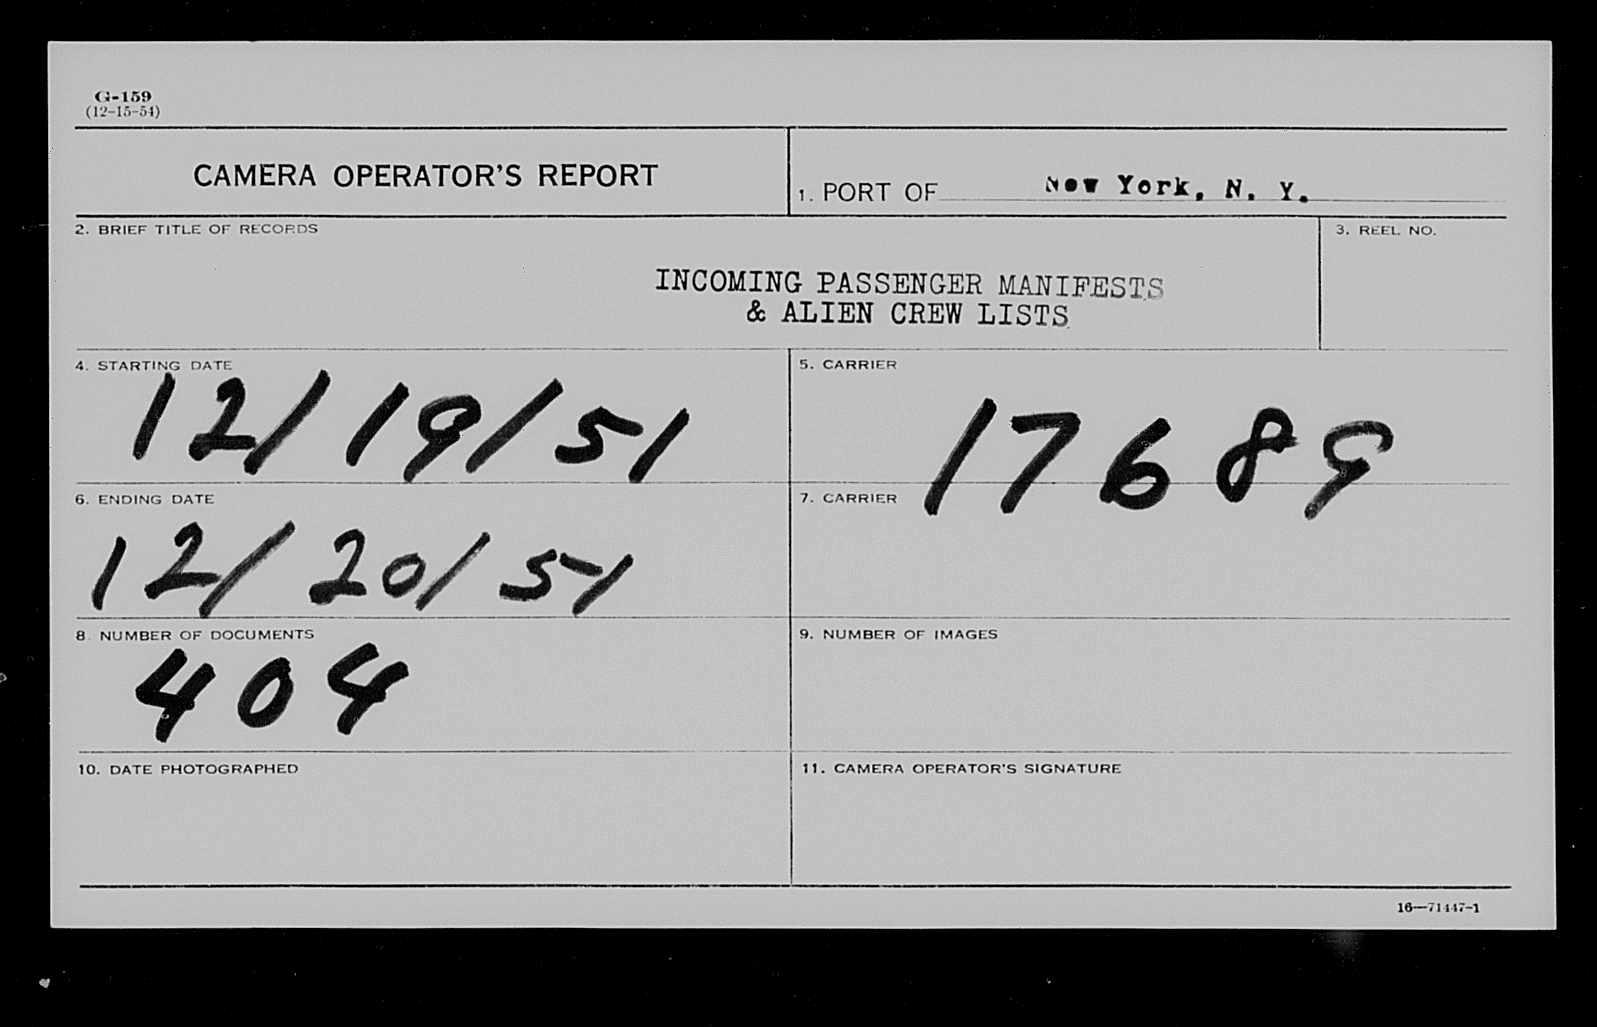 G-159
(12-15-54)
CAMERA OPERATOR'S REPORT
1. PORT OF New York, N. Y.
2. BRIEF TITLE OF RECORDS
3. REEL NO.
INCOMING PASSENGER MANIFESTS
& ALIEN CREW LISTS
4. STARTING DATE
12/19/51
5. CARRIER
17689
6. ENDING DATE
12/20/51
7. CARRIER
8. NUMBER OF DOCUMENTS
404
9. NUMBER OF IMAGES
10. DATE PHOTOGRAPHED
11. CAMERA OPERATOR'S SIGNATURE
16—71447-1